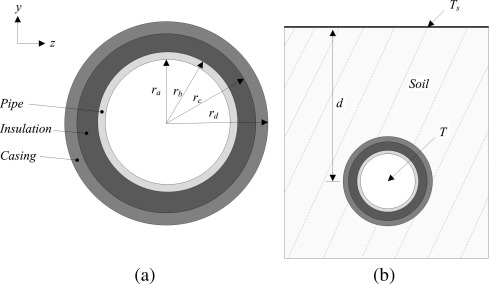 y
z
Pipe
Insulation
Casing
r_a
r_b
r_c
r_d
(a)
T_s
Soil
d
T
(b)